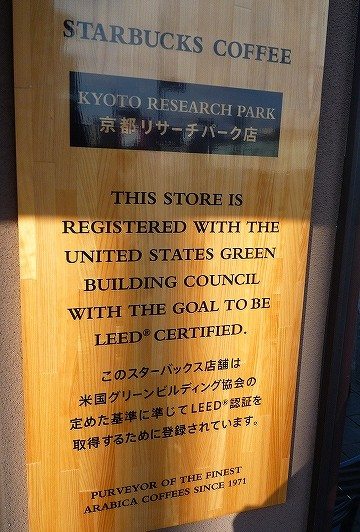 STARBUCKS COFFEE
KYOTO RESEARCH PARK
京都リサーチパーク店
THIS STORE IS
REGISTERED WITH THE
UNITED STATES GREEN
BUILDING COUNCIL
WITH THE GOAL TO BE
LEED® CERTIFIED.
このスターバックス店舗は
米国グリーンビルディング協会の
定めた基準に準じてLEED®認証を
取得するために登録されています。
PURVEYOR OF THE FINEST
ARABICA COFFEES SINCE 1971